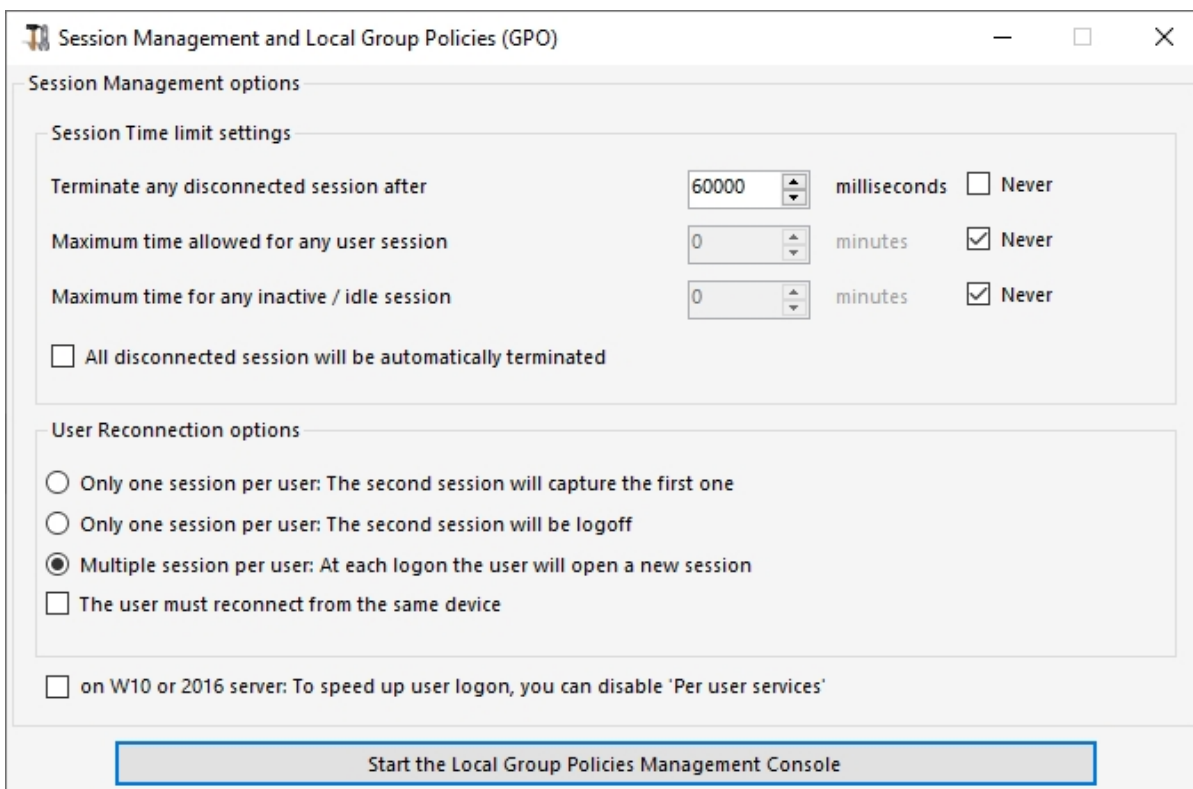 Session Management and Local Group Policies (GPO)
Session Management options
Session Time limit settings
Terminate any disconnected session after 60000 milliseconds Never
Maximum time allowed for any user session 0 minutes Never
Maximum time for any inactive / idle session 0 minutes Never
All disconnected session will be automatically terminated
User Reconnection options
Only one session per user: The second session will capture the first one
Only one session per user: The second session will be logoff
Multiple session per user: At each logon the user will open a new session
The user must reconnect from the same device
on W10 or 2016 server: To speed up user logon, you can disable 'Per user services'
Start the Local Group Policies Management Console